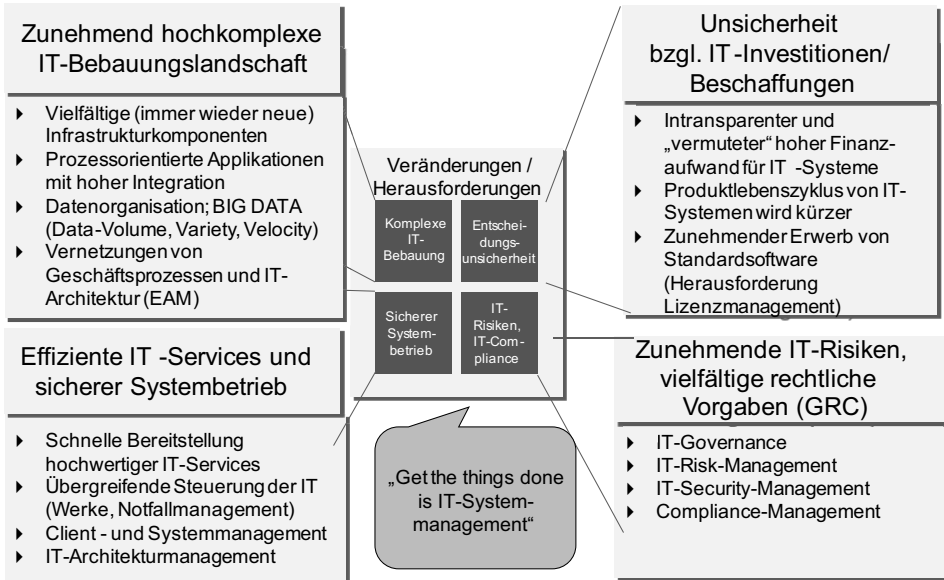 Zunehmend hochkomplexe
IT-Bebauungslandschaft
Vielfältige (immer wieder neue)
Infrastrukturkomponenten
Prozessorientierte Applikationen
mit hoher Integration
Datenorganisation; BIG DATA
(Data-Volume, Variety, Velocity)
Vernetzungen von
Geschäftsprozessen und IT-
Architektur (EAM)
Unsicherheit
bzgl. IT-Investitionen/
Beschaffungen
Intransparenter und
„vermuteter“ hoher Finanz-
aufwand für IT -Systeme
Produktlebenszyklus von IT-
Systemen wird kürzer
Zunehmender Erwerb von
Standardsoftware
(Herausforderung
Lizenzmanagement)
Veränderungen /
Herausforderungen
Komplexe
IT-
Bebauung
Entschei-
dungs-
unsicherheit
Sicherer
System-
betrieb
IT-
Risiken,
IT-Com-
pliance
Effiziente IT -Services und
sicherer Systembetrieb
Schnelle Bereitstellung
hochwertiger IT-Services
Übergreifende Steuerung der IT
(Werke, Notfallmanagement)
Client - und Systemmanagement
IT-Architekturmanagement
„Get the things done
is IT-System-
management“
Zunehmende IT-Risiken,
vielfältige rechtliche
Vorgaben (GRC)
IT-Governance
IT-Risk-Management
IT-Security-Management
Compliance-Management